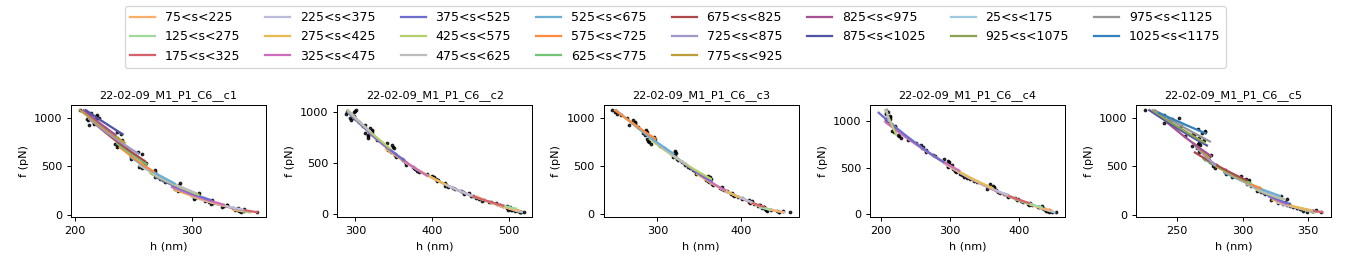 75<s<225 225<s<375 375<s<525 525<s<675 675<s<825 825<s<975 25<s<175 975<s<1125
125<s<275 275<s<425 425<s<575 575<s<725 725<s<875 875<s<1025 925<s<1075 1025<s<1175
175<s<325 325<s<475 475<s<625 625<s<775 775<s<925
22-02-09_M1_P1_C6__c1 22-02-09_M1_P1_C6__c2 22-02-09_M1_P1_C6__c3 22-02-09_M1_P1_C6__c4 22-02-09_M1_P1_C6__c5
1000 1000 1000 1000 1000
f (pN) f (pN) f (pN) f (pN) f (pN)
500 500 500 500 500
0 0 0 0 0
200 300 300 400 500 300 400 200 300 400 250 300 350
h (nm) h (nm) h (nm) h (nm) h (nm)